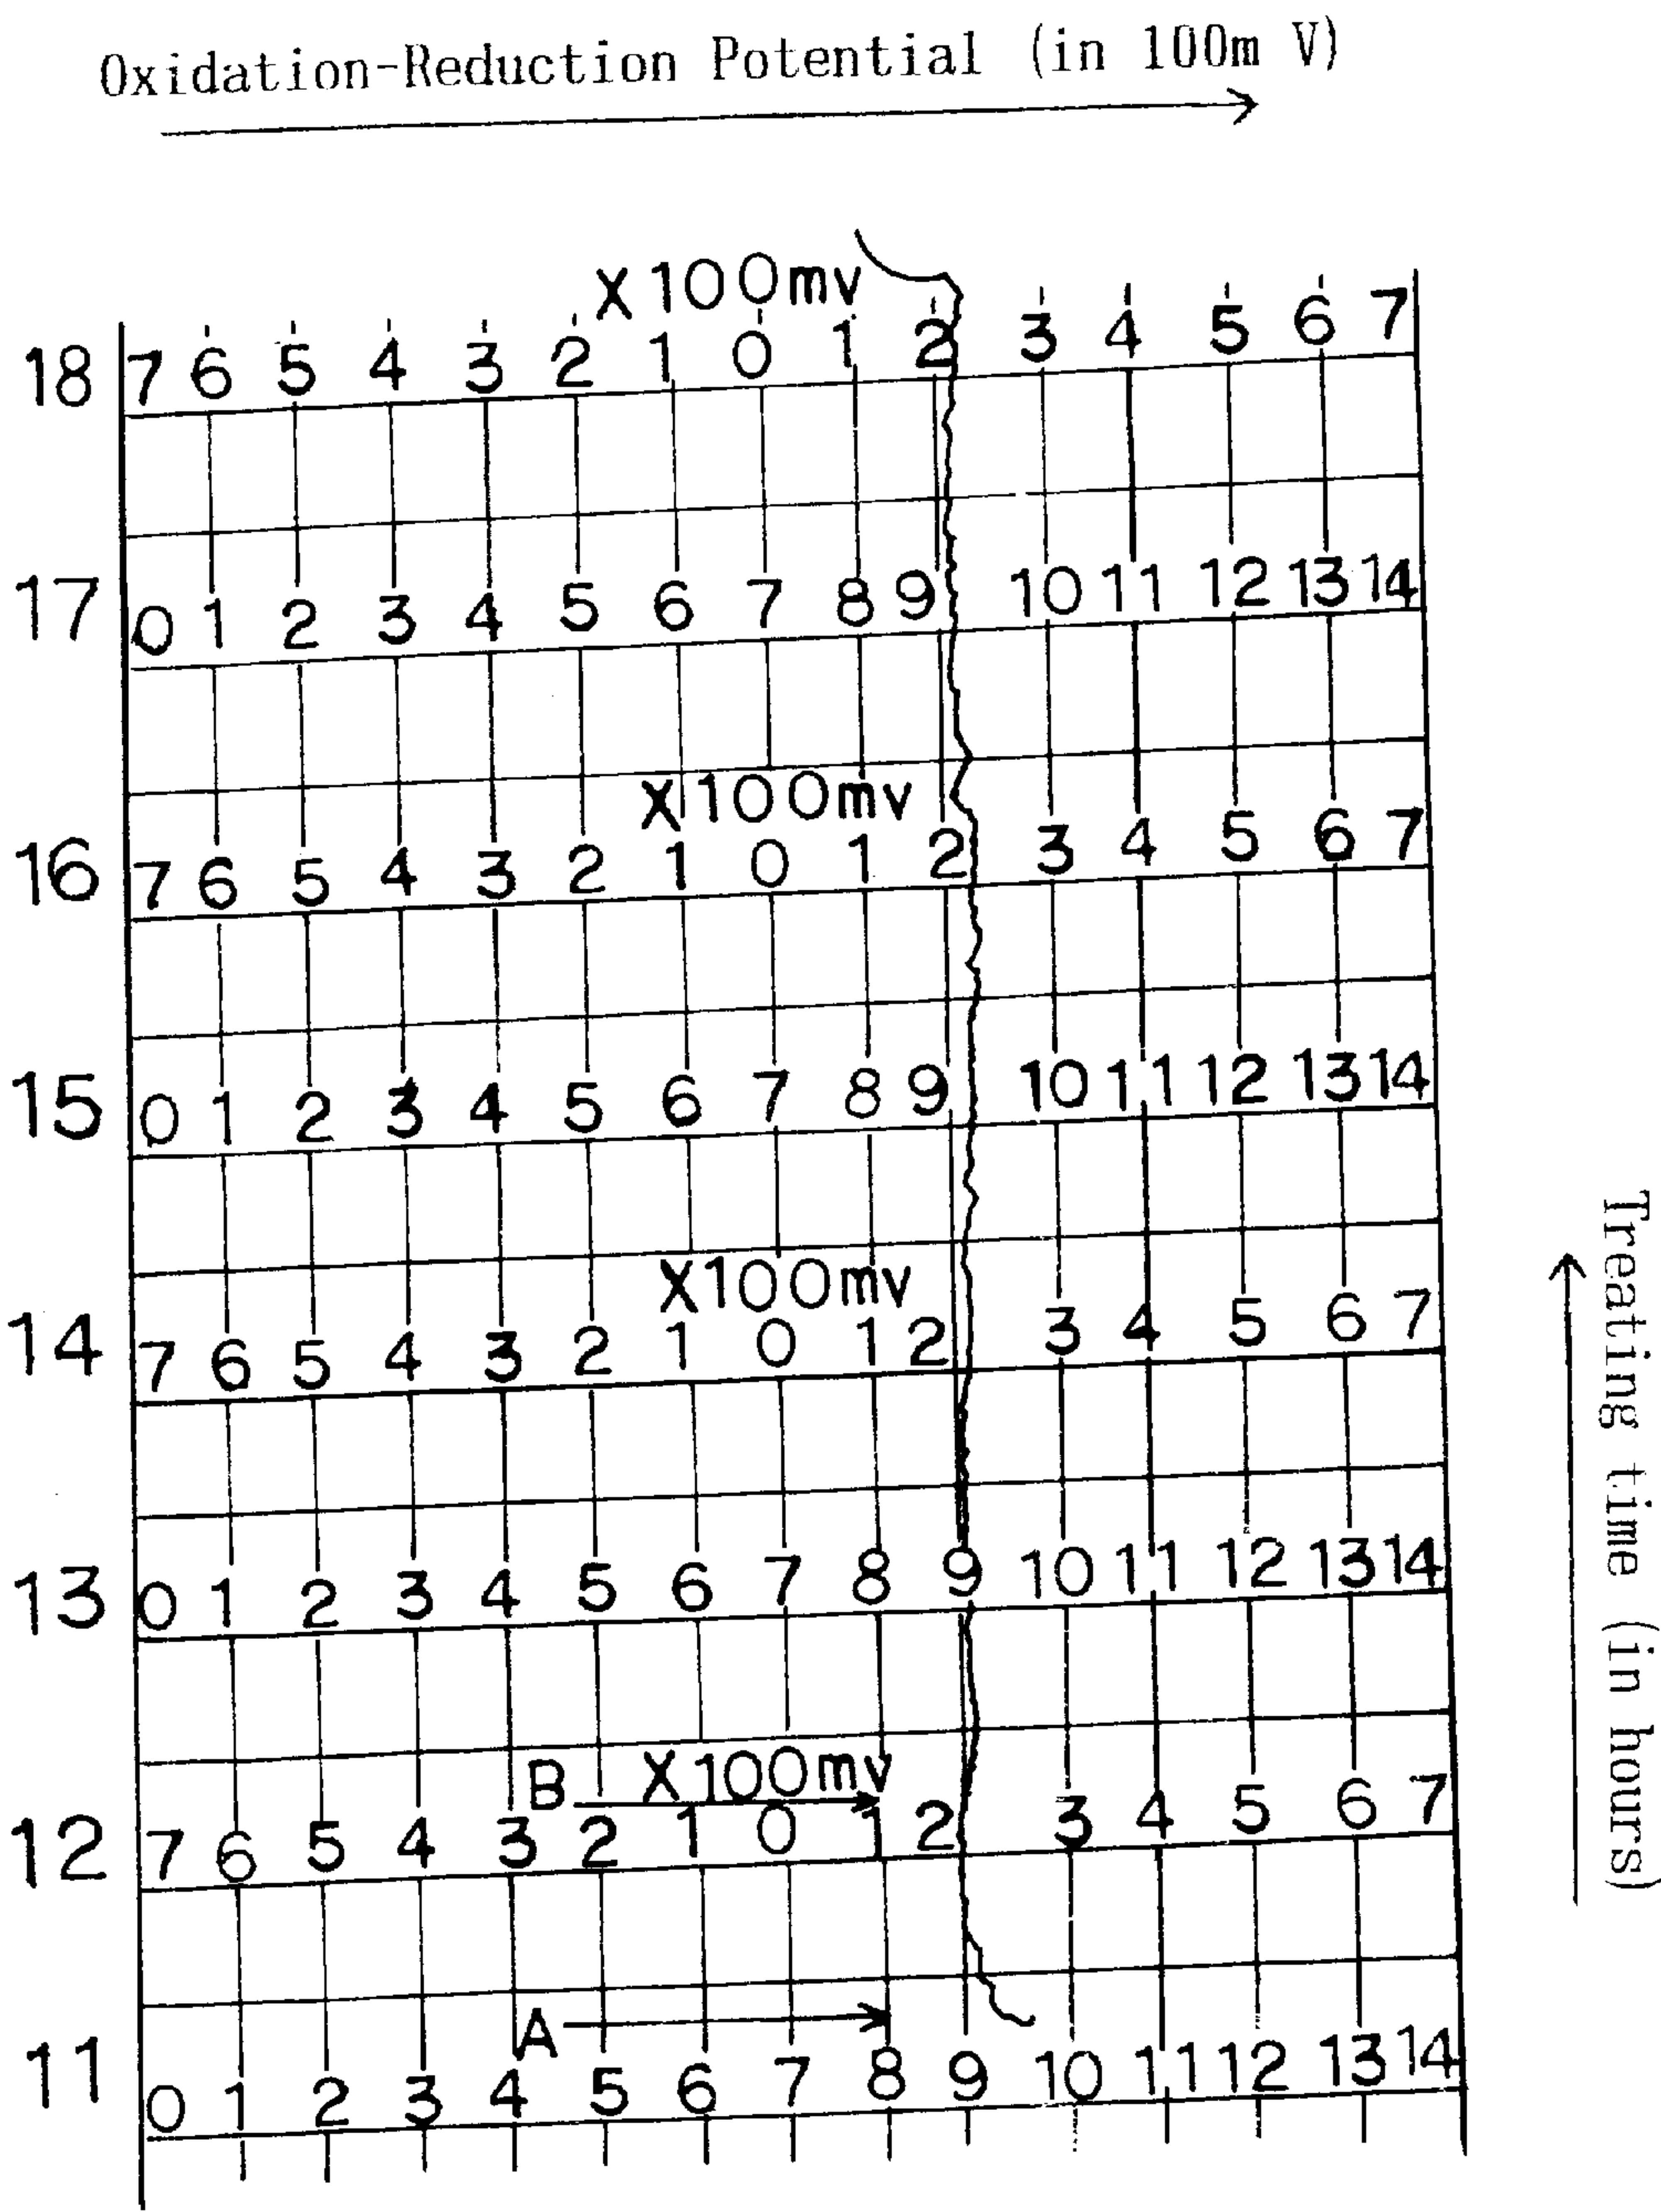 Oxidation-Reduction Potential (in 100m V)
X100mv
18 7 6 5 4 3 2 1 0 1 2 3 4 5 6 7
17 0 1 2 3 4 5 6 7 8 9 10 11 12 13 14
X100mv
16 7 6 5 4 3 2 1 0 1 2 3 4 5 6 7
15 0 1 2 3 4 5 6 7 8 9 10 11 12 13 14
X100mv
14 7 6 5 4 3 2 1 0 1 2 3 4 5 6 7
13 0 1 2 3 4 5 6 7 8 9 10 11 12 13 14
B X100mv
12 7 6 5 4 3 2 1 0 1 2 3 4 5 6 7
A
11 0 1 2 3 4 5 6 7 8 9 10 11 12 13 14
Treating time (in hours)